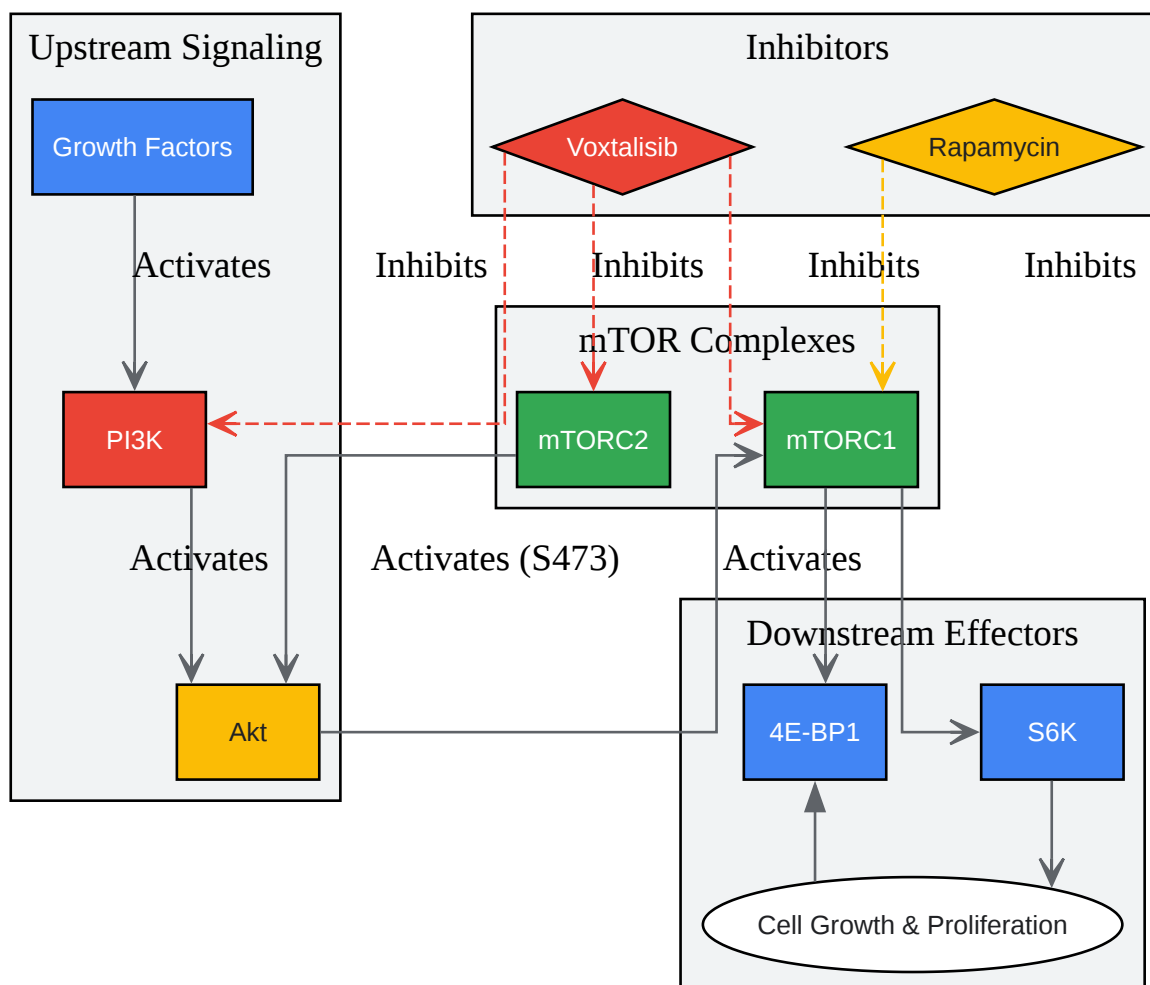 Upstream Signaling
Inhibitors
Growth Factors
Voxtalisib
Rapamycin
Activates
Inhibits
Inhibits
Inhibits
Inhibits
mTOR Complexes
PI3K
mTORC2
mTORC1
Activates
Activates (S473)
Activates
Downstream Effectors
Akt
4E-BP1
S6K
Cell Growth & Proliferation